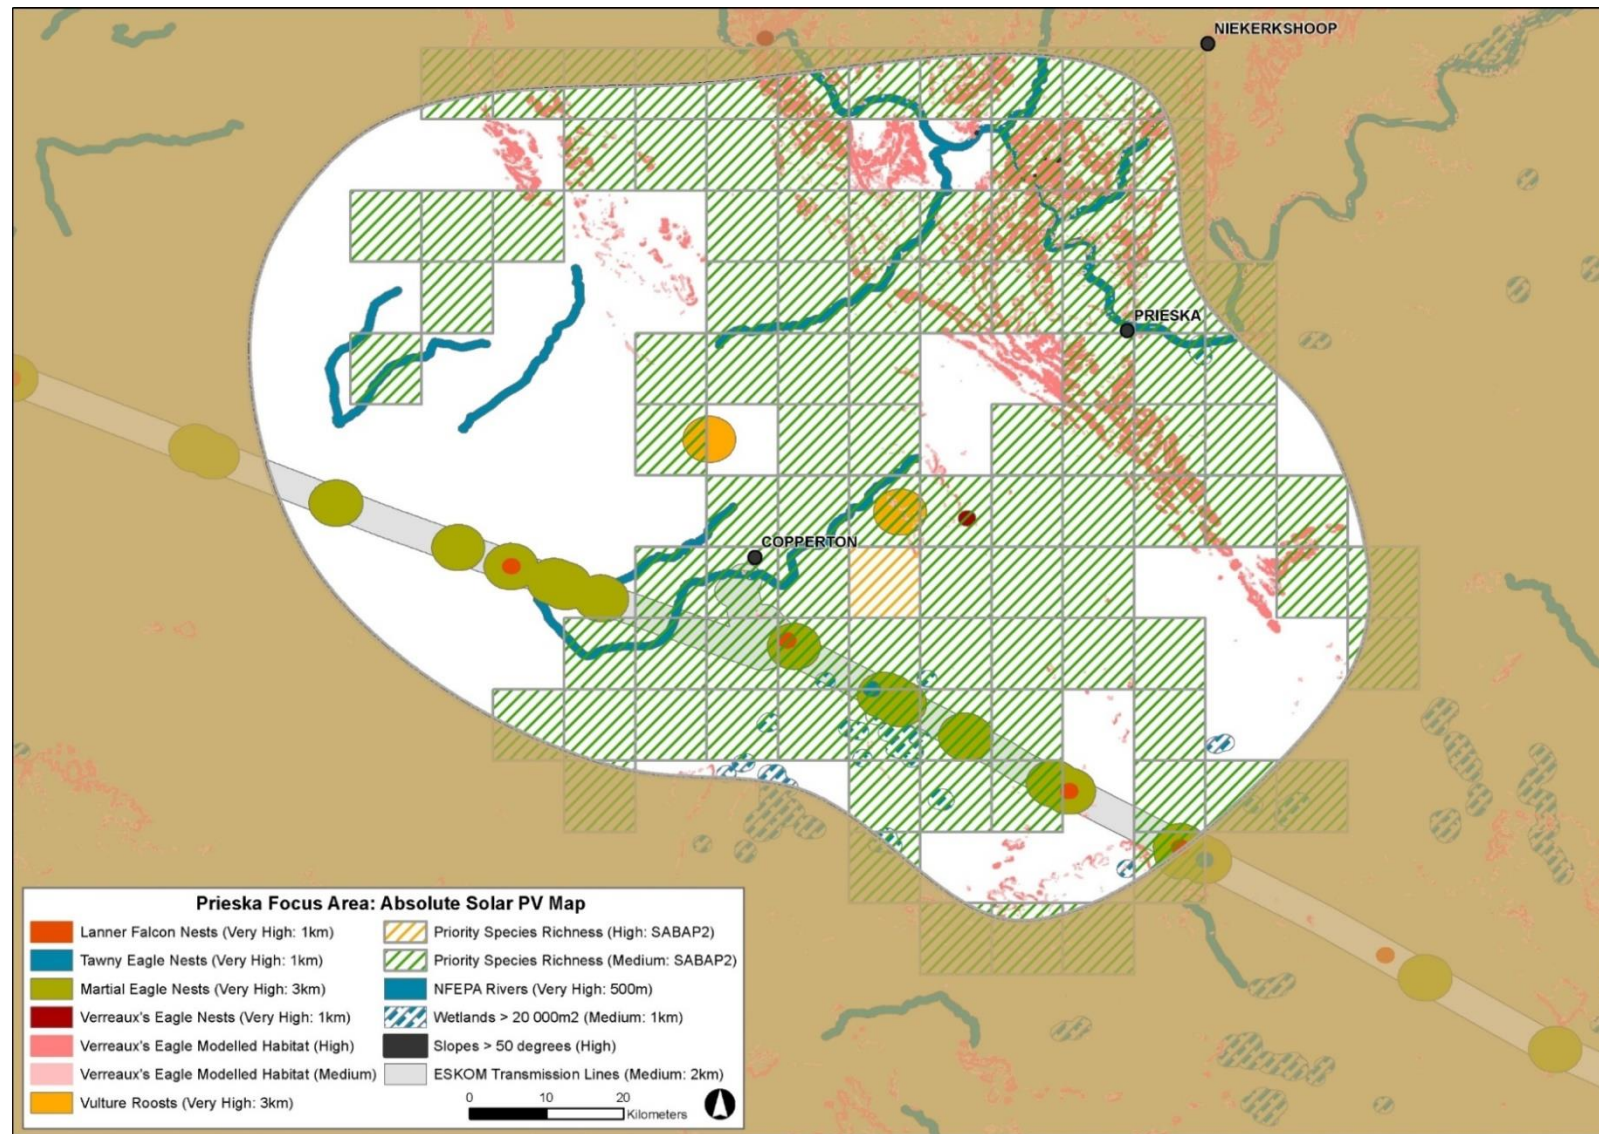 NIEKERKSHOOP
PRIESKA
COPPERTON
Prieska Focus Area: Absolute Solar PV Map
Lanner Falcon Nests (Very High: 1km)
Tawny Eagle Nests (Very High: 1km)
Martial Eagle Nests (Very High: 3km)
Verreaux's Eagle Nests (Very High: 1km)
Verreaux's Eagle Modelled Habitat (High)
Verreaux's Eagle Modelled Habitat (Medium)
Vulture Roosts (Very High: 3km)
Priority Species Richness (High: SABAP2)
Priority Species Richness (Medium: SABAP2)
NFEPA Rivers (Very High: 500m)
Wetlands > 20 000m2 (Medium: 1km)
Slopes > 50 degrees (High)
ESKOM Transmission Lines (Medium: 2km)
0 10 20
Kilometers